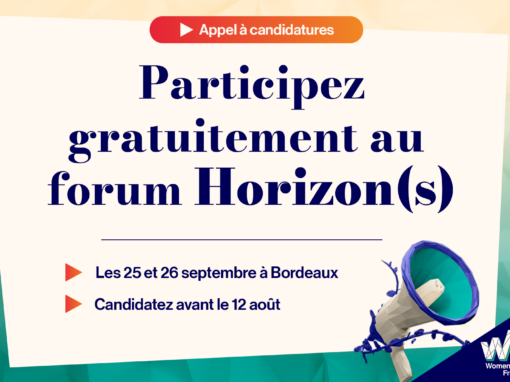 Appel à candidatures
Participez
gratuitement au
forum Horizon(s)
Les 25 et 26 septembre à Bordeaux
Candidatez avant le 12 août
W
Women
Fr